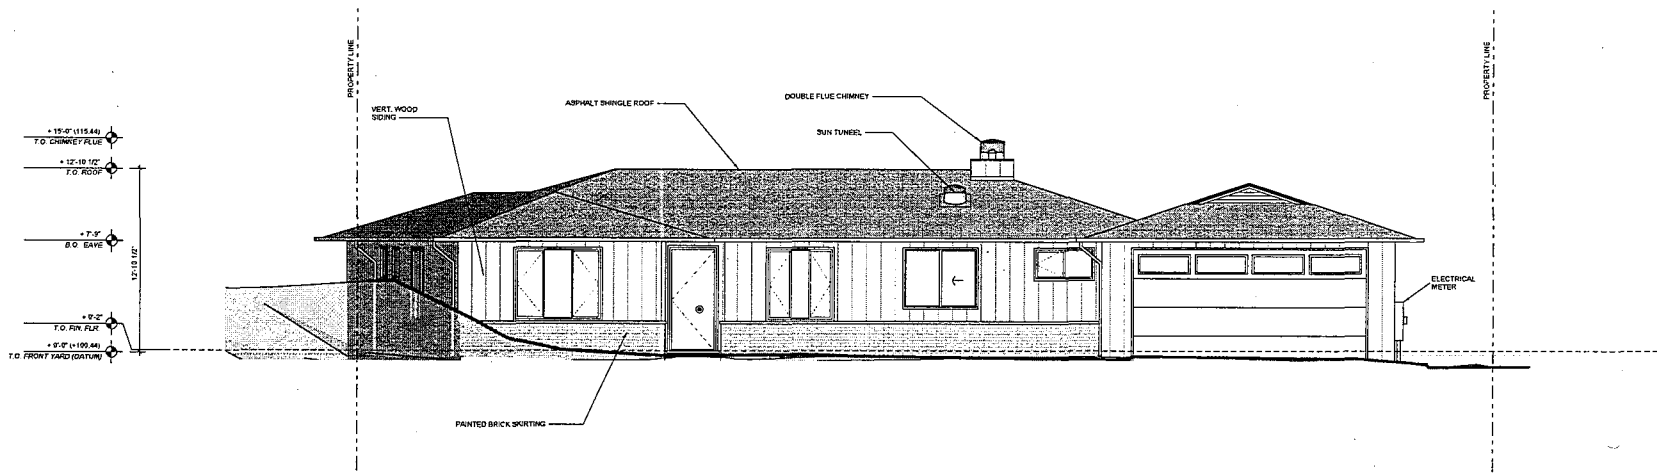 PROPERTY LINE
PROPERTY LINE
DOUBLE FLUE CHIMNEY
ASPHALT SHINGLE ROOF
VERT. WOOD
SIDING
SUN TUNEEL
+ 15'-0" (115.44)
T.O. CHIMNEY FLUE
+ 12'-10 1/2"
T.O. ROOF
+ 7'-9"
B.O. EAVE
12'-10 1/2"
ELECTRICAL
METER
+ 0'-2"
T.O. FIN. FLR.
+ 0'-0" (+100.44)
T.O. FRONT YARD (DATUM)
PAINTED BRICK SKIRTING